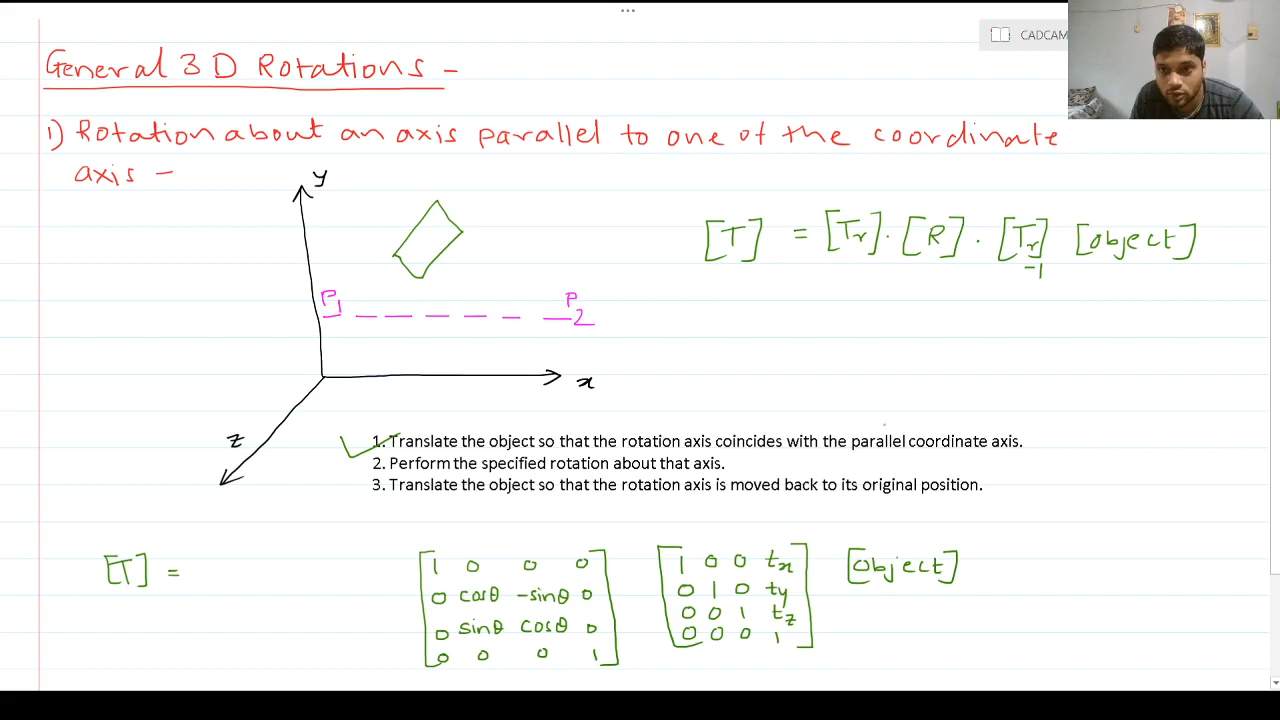 CADCAM
General 3D Rotations -
1) Rotation about an axis parallel to one of the coordinate
axis -
y
[T] = [Tr] . [R] . [Tr]-1 [object]
P1 P2
x
z
1. Translate the object so that the rotation axis coincides with the parallel coordinate axis.
2. Perform the specified rotation about that axis.
3. Translate the object so that the rotation axis is moved back to its original position.
[T] =
1 0 0 0
0 cosθ -sinθ 0
0 sinθ cosθ 0
0 0 0 1
1 0 0 tx
0 1 0 ty
0 0 1 tz
0 0 0 1
[object]